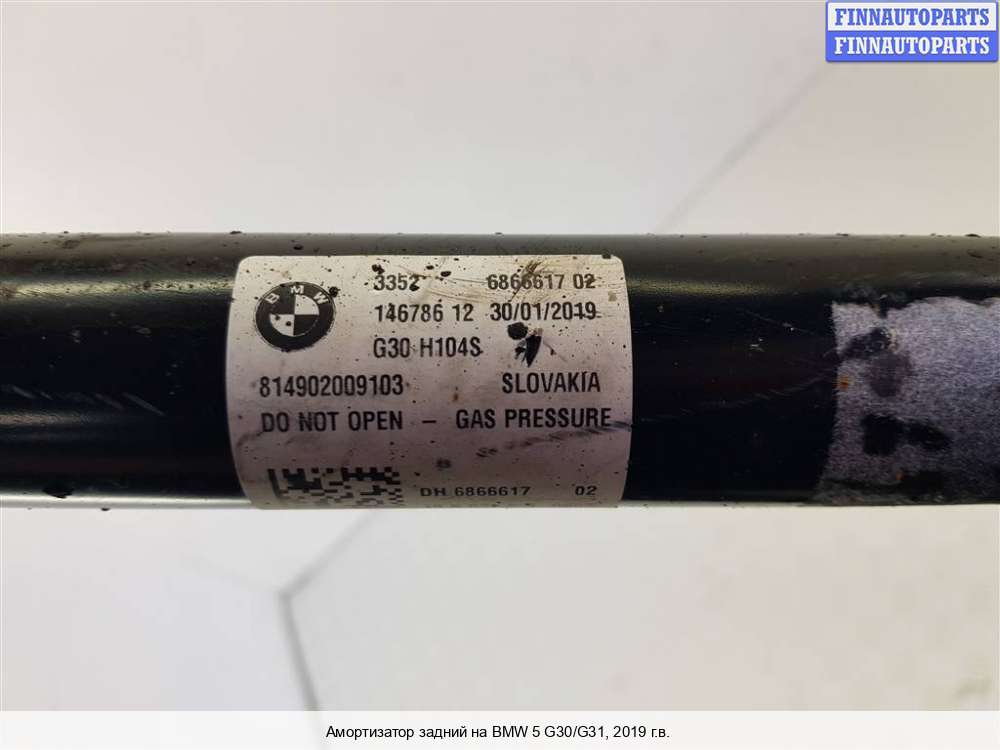 FINNAUTOPARTS
FINNAUTOPARTS
BMW
3352 6866617 02
146786 12 30/01/2019
G30 H104S
814902009103 SLOVAKIA
DO NOT OPEN – GAS PRESSURE
DH 6866617 02
Амортизатор задний на BMW 5 G30/G31, 2019 г.в.